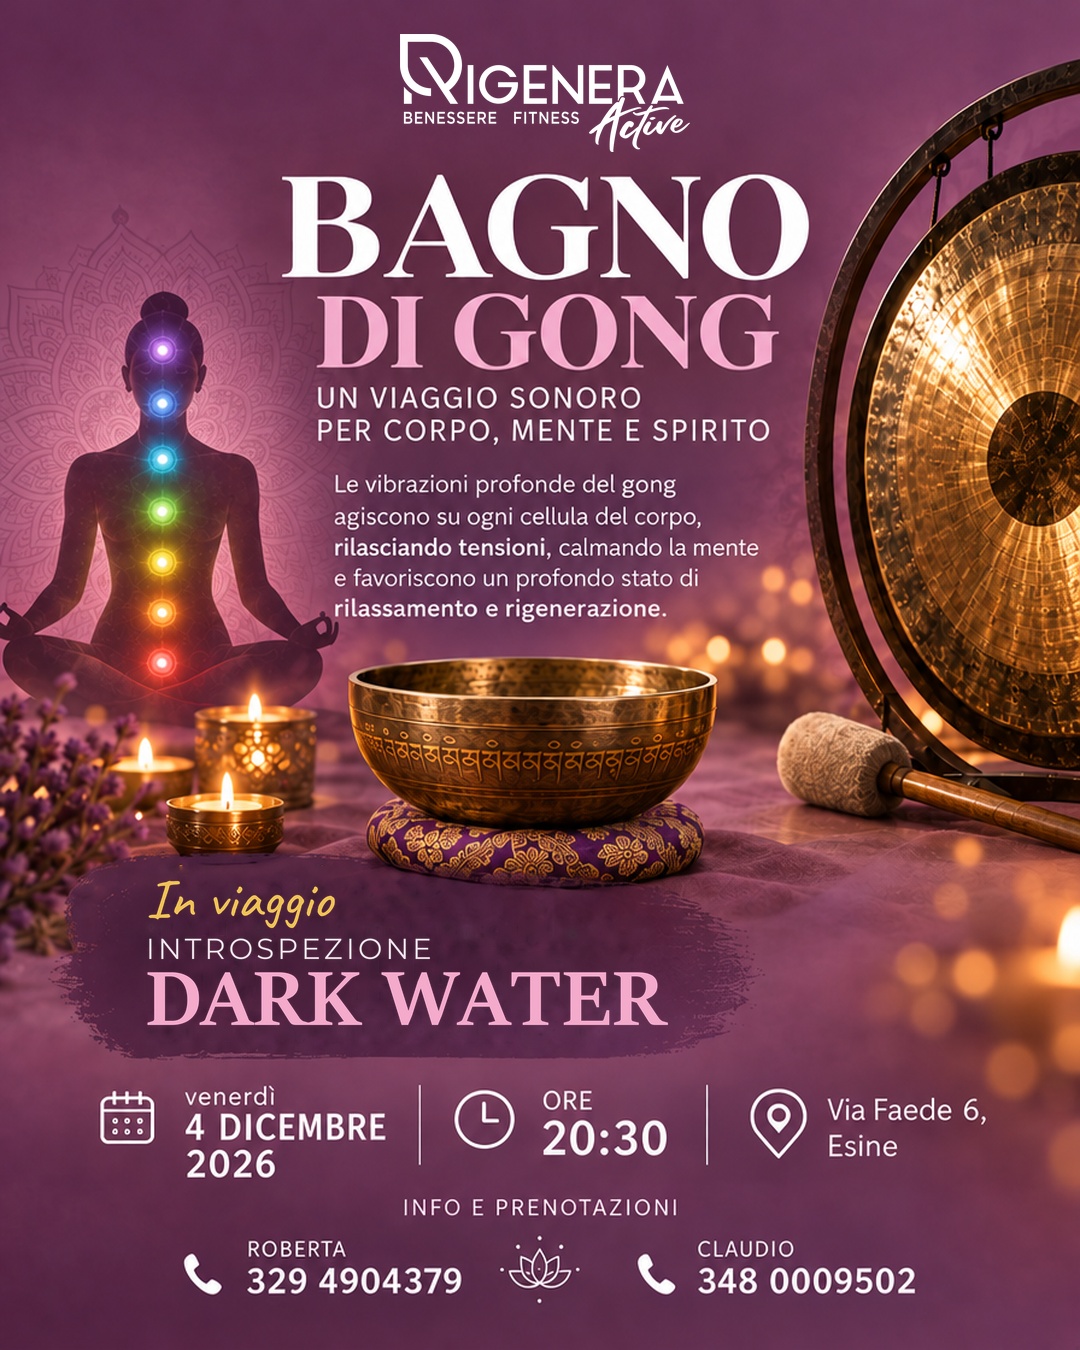 RIGENERA
BENESSERE FITNESS
Active
BAGNO
DI GONG
UN VIAGGIO SONORO
PER CORPO, MENTE E SPIRITO
Le vibrazioni profonde del gong
agiscono su ogni cellula del corpo,
rilasciando tensioni, calmando la mente
e favoriscono un profondo stato di
rilassamento e rigenerazione.
In viaggio
INTROSPEZIONE
DARK WATER
venerdì
4 DICEMBRE
2026
ORE
20:30
Via Faede 6,
Esine
INFO E PRENOTAZIONI
ROBERTA
329 4904379
CLAUDIO
348 0009502